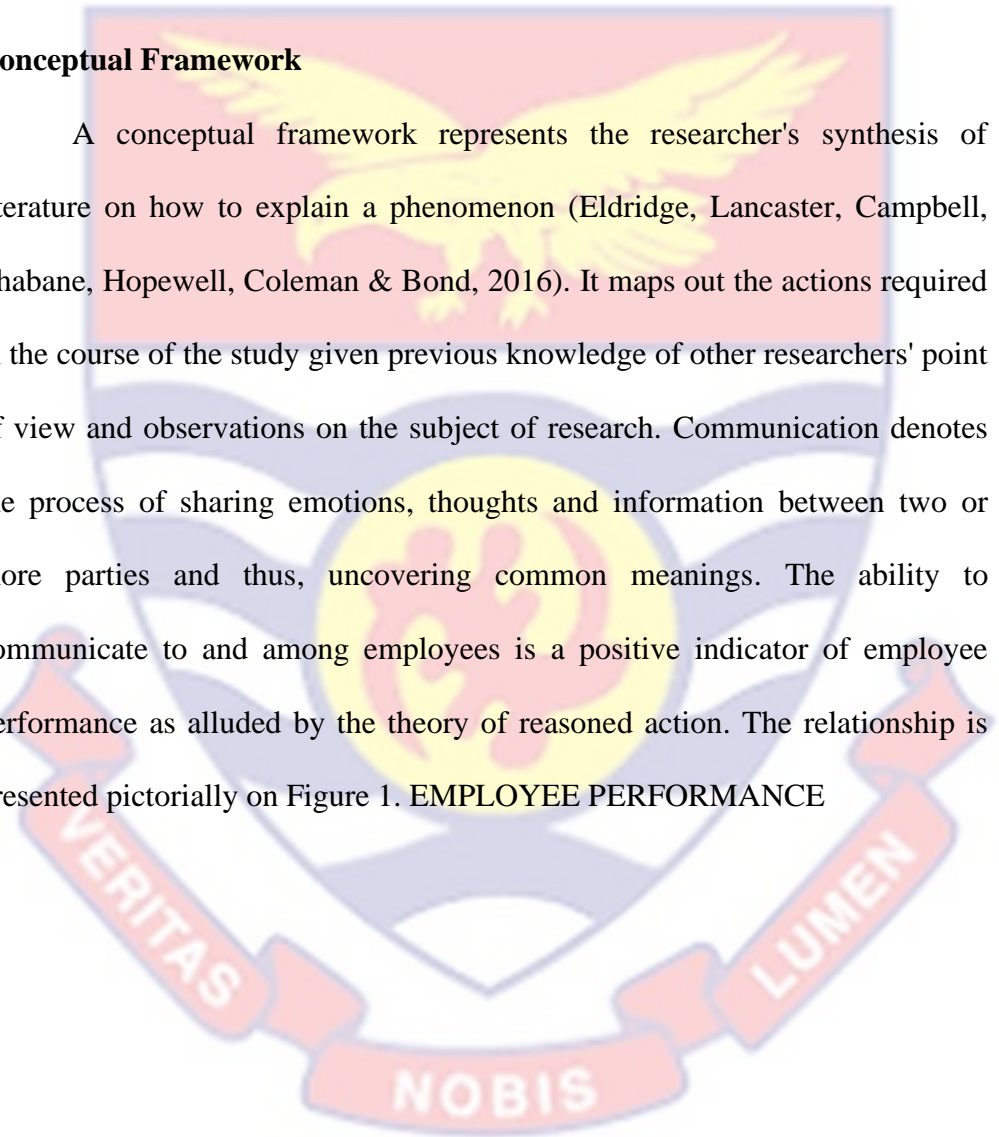 onceptual Framework
A conceptual framework represents the researcher's synthesis of
terature on how to explain a phenomenon (Eldridge, Lancaster, Campbell,
habane, Hopewell, Coleman & Bond, 2016). It maps out the actions required
the course of the study given previous knowledge of other researchers' point
f view and observations on the subject of research. Communication denotes
e process of sharing emotions, thoughts and information between two or
ore parties and thus, uncovering common meanings. The ability to
ommunicate to and among employees is a positive indicator of employee
erformance as alluded by the theory of reasoned action. The relationship is
resented pictorially on Figure 1. EMPLOYEE PERFORMANCE
VERITAS
NOBIS
LUMEN